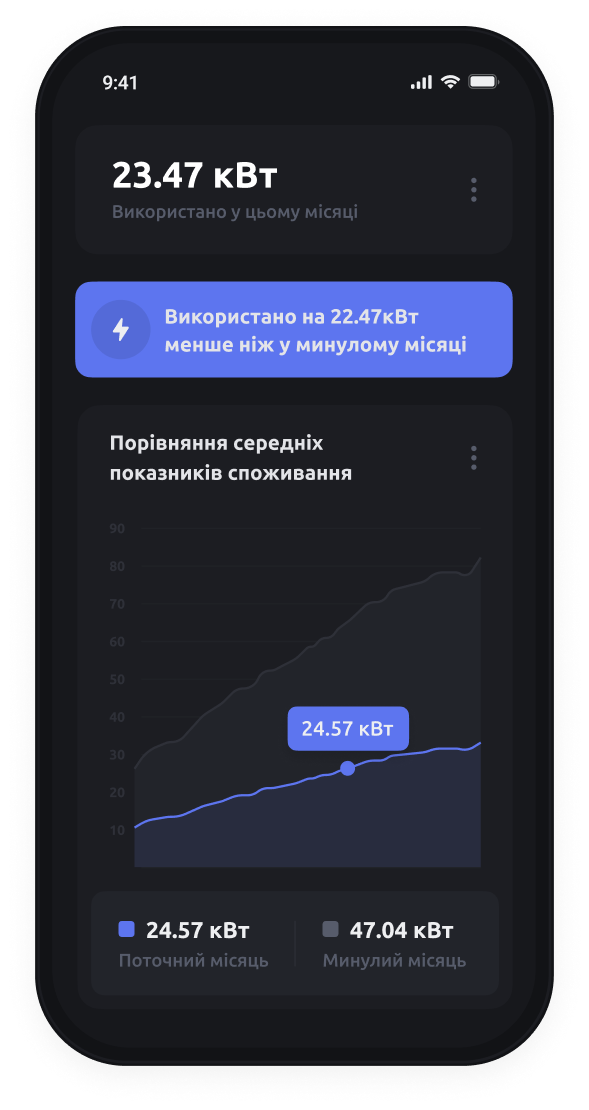 9:41
23.47 кВт
Використано у цьому місяці
Використано на 22.47кВт
менше ніж у минулому місяці
Порівняння середніх
показників споживання
90
80
70
60
50
40
30
20
10
24.57 кВт
24.57 кВт
Поточний місяць
47.04 кВт
Минулий місяць